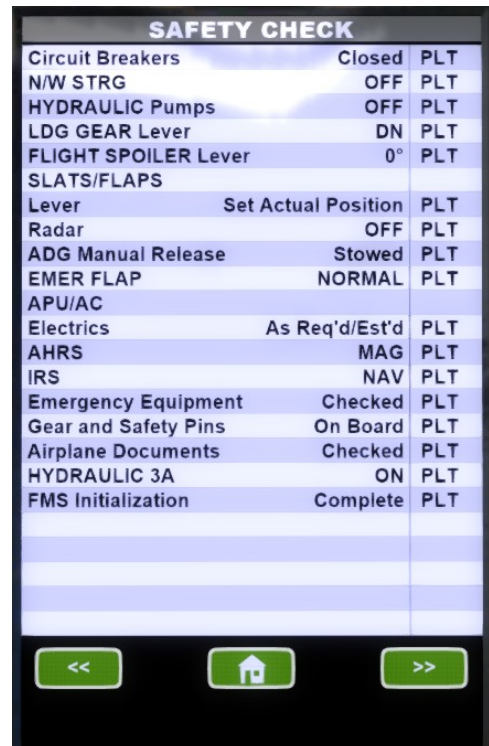 SAFETY CHECK
Circuit Breakers Closed PLT
N/W STRG OFF PLT
HYDRAULIC Pumps OFF PLT
LDG GEAR Lever DN PLT
FLIGHT SPOILER Lever 0° PLT
SLATS/FLAPS
Lever Set Actual Position PLT
Radar OFF PLT
ADG Manual Release Stowed PLT
EMER FLAP NORMAL PLT
APU/AC
Electrics As Req'd/Est'd PLT
AHRS MAG PLT
IRS NAV PLT
Emergency Equipment Checked PLT
Gear and Safety Pins On Board PLT
Airplane Documents Checked PLT
HYDRAULIC 3A ON PLT
FMS Initialization Complete PLT
<< >>